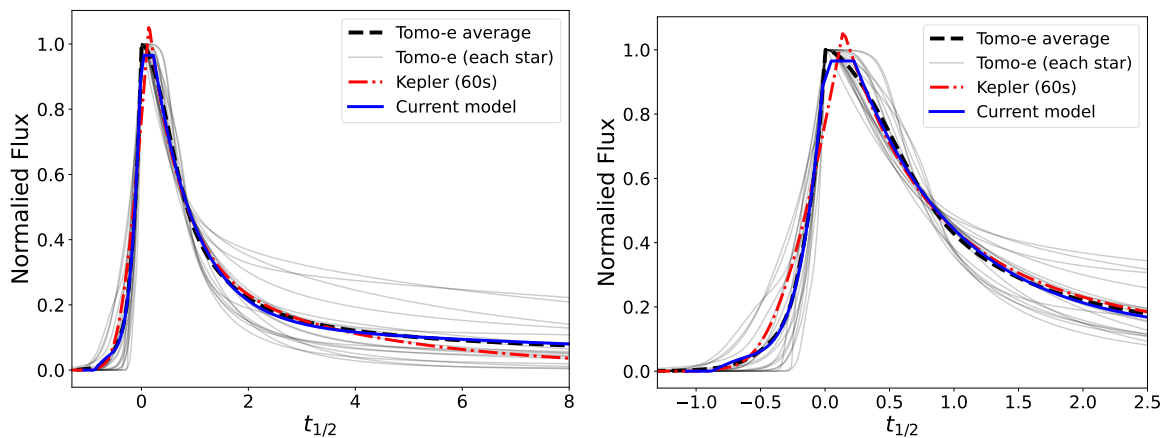 Normalied Flux
1.0
0.8
0.6
0.4
0.2
0.0
0
2
4
6
8
t1/2
Tomo-e average
Tomo-e (each star)
Kepler (60s)
Current model
Normalied Flux
1.0
0.8
0.6
0.4
0.2
0.0
−1.0
−0.5
0.0
0.5
1.0
1.5
2.0
2.5
t1/2
Tomo-e average
Tomo-e (each star)
Kepler (60s)
Current model